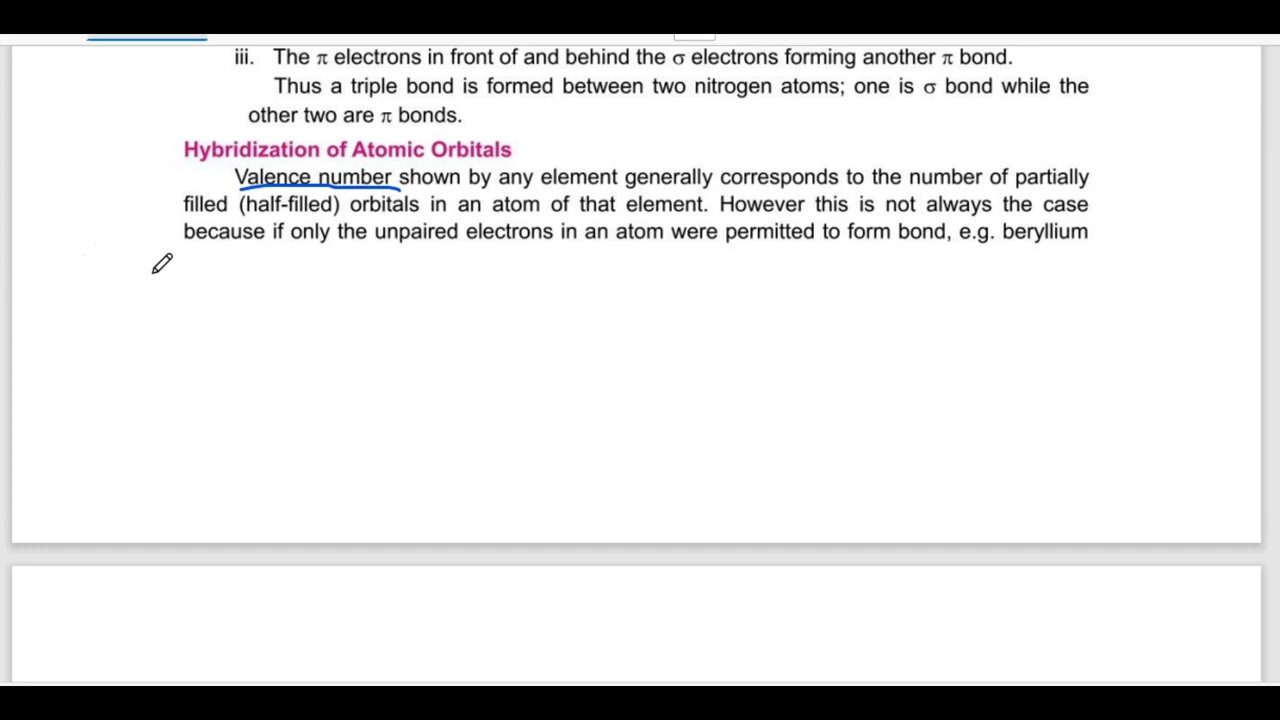 iii. The π electrons in front of and behind the σ electrons forming another π bond.
Thus a triple bond is formed between two nitrogen atoms; one is σ bond while the
other two are π bonds.
Hybridization of Atomic Orbitals
Valence number shown by any element generally corresponds to the number of partially
filled (half-filled) orbitals in an atom of that element. However this is not always the case
because if only the unpaired electrons in an atom were permitted to form bond, e.g. beryllium